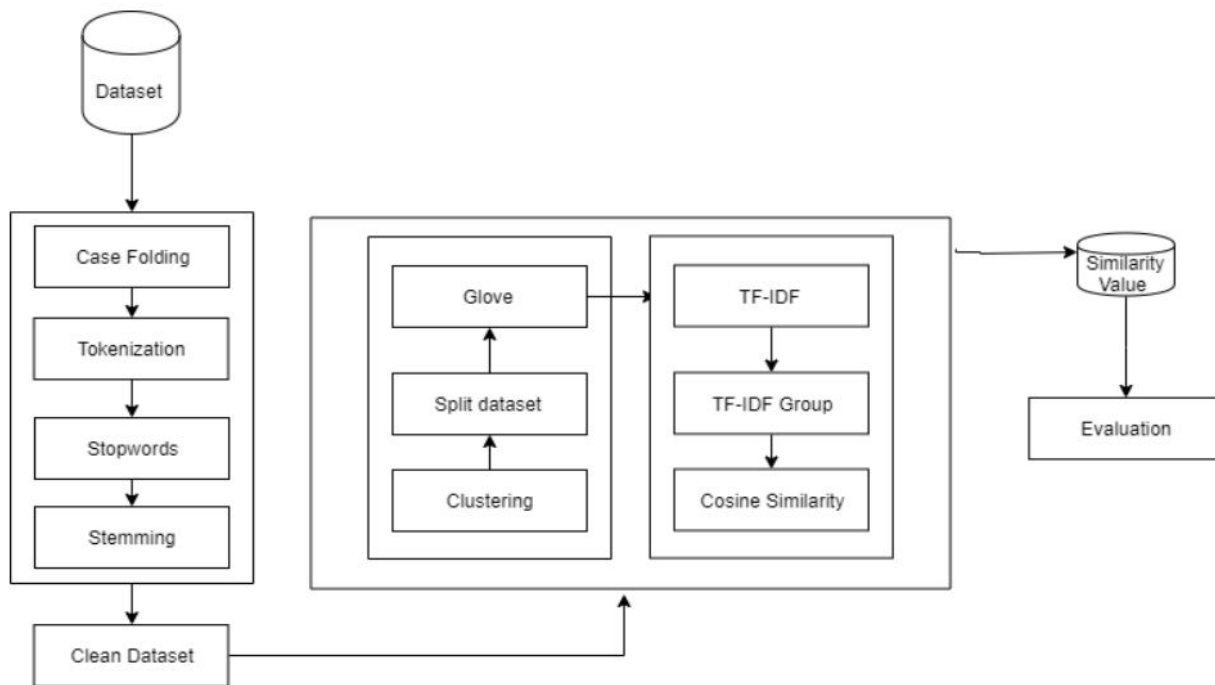 Dataset
Case Folding
Tokenization
Stopwords
Stemming
Clean Dataset
Glove
Split dataset
Clustering
TF-IDF
TF-IDF Group
Cosine Similarity
Similarity
Value
Evaluation